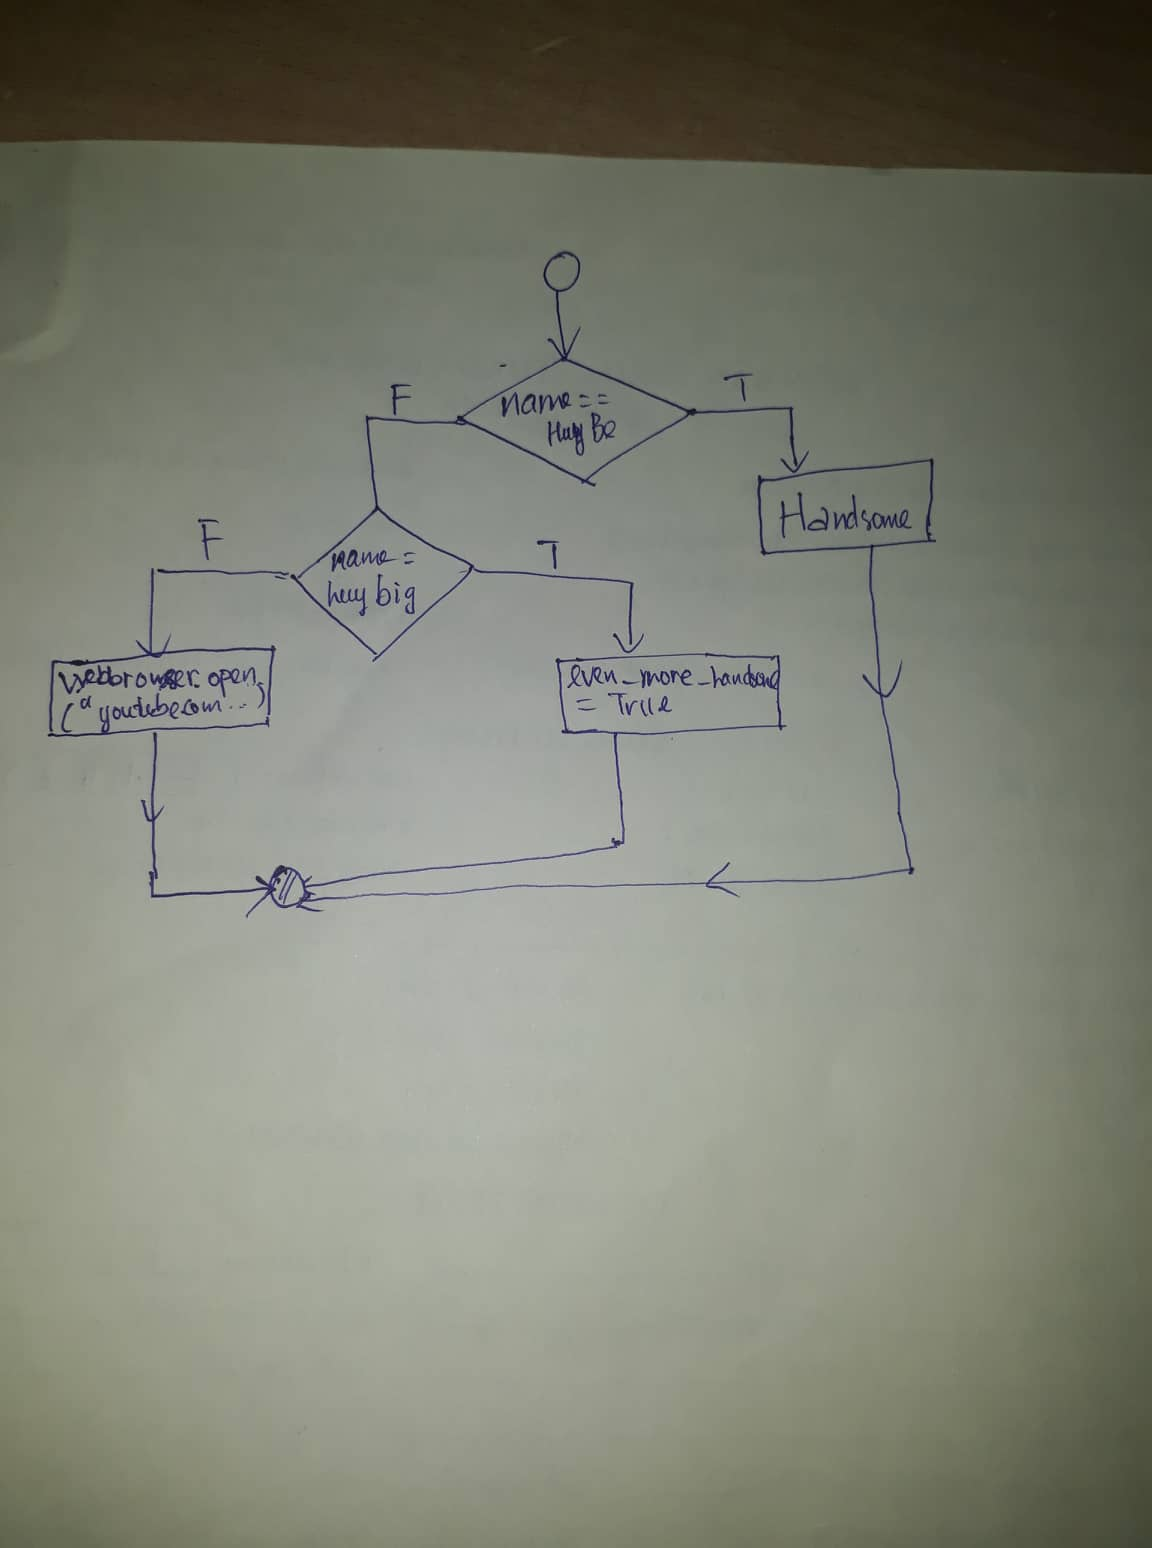 F
T
name ==
Huy Be
Handsome
F
T
name =
huy big
Webbrowser.open
("youtube.com...)
even_more_handsome
= True